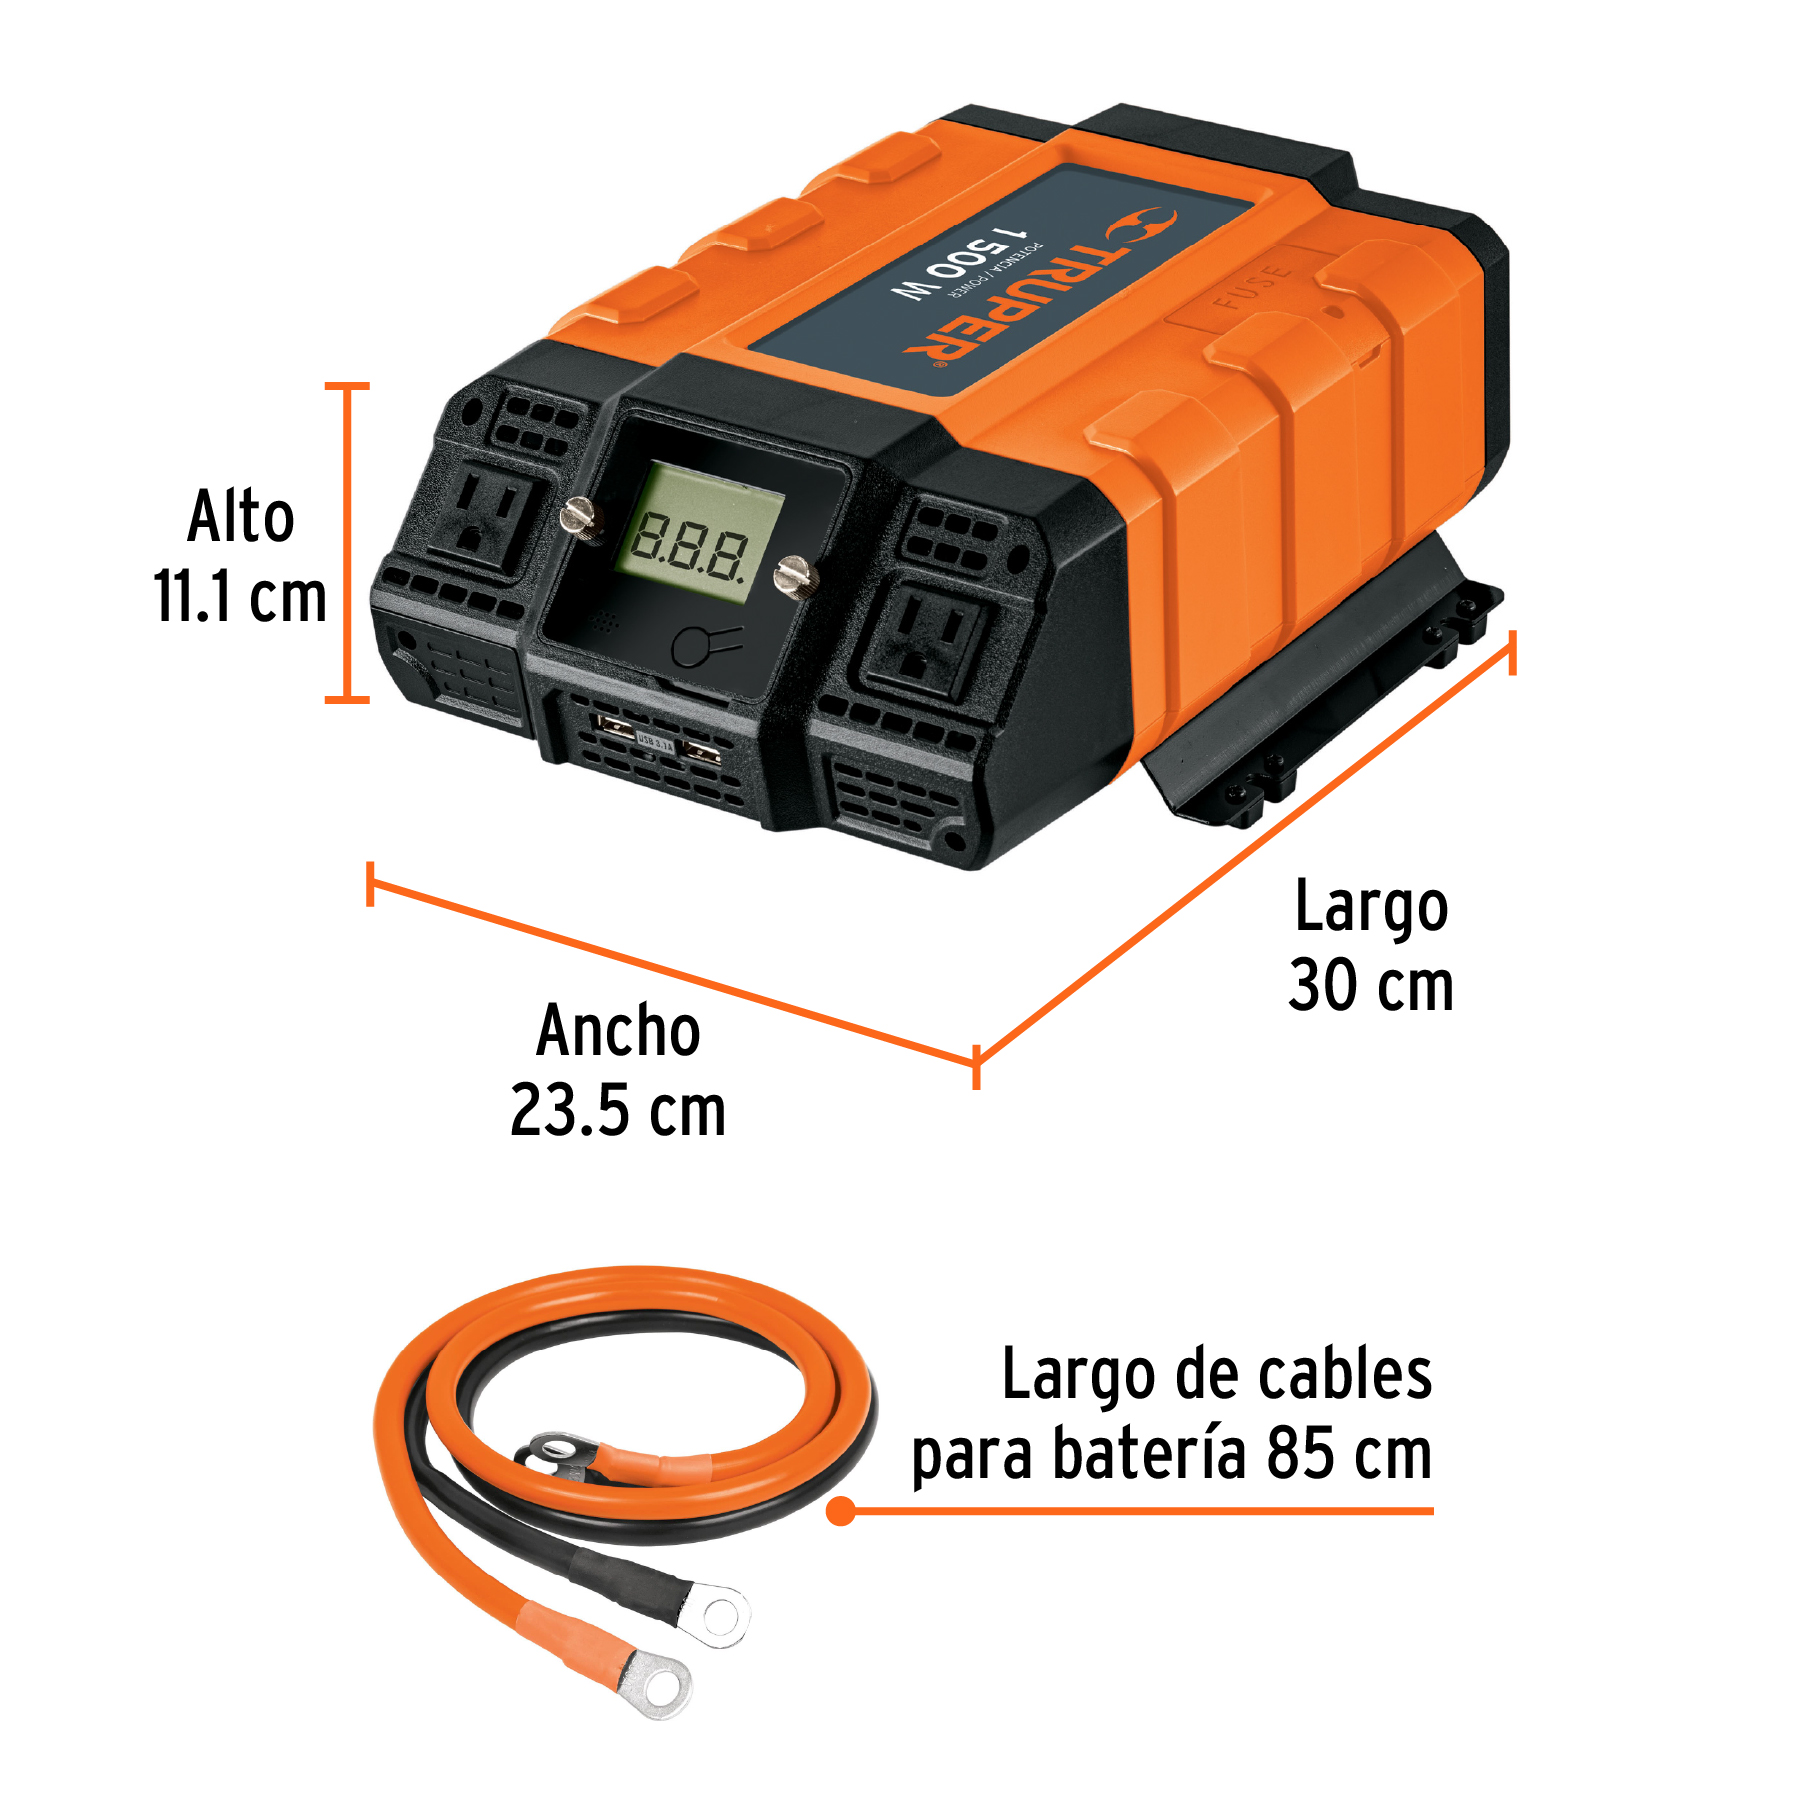 TRUPER®
POTENCIA / POWER
1 500 W
FUSE
8.8.8.
USB 3.1A
Alto
11.1 cm
Largo
30 cm
Ancho
23.5 cm
Largo de cables
para batería 85 cm